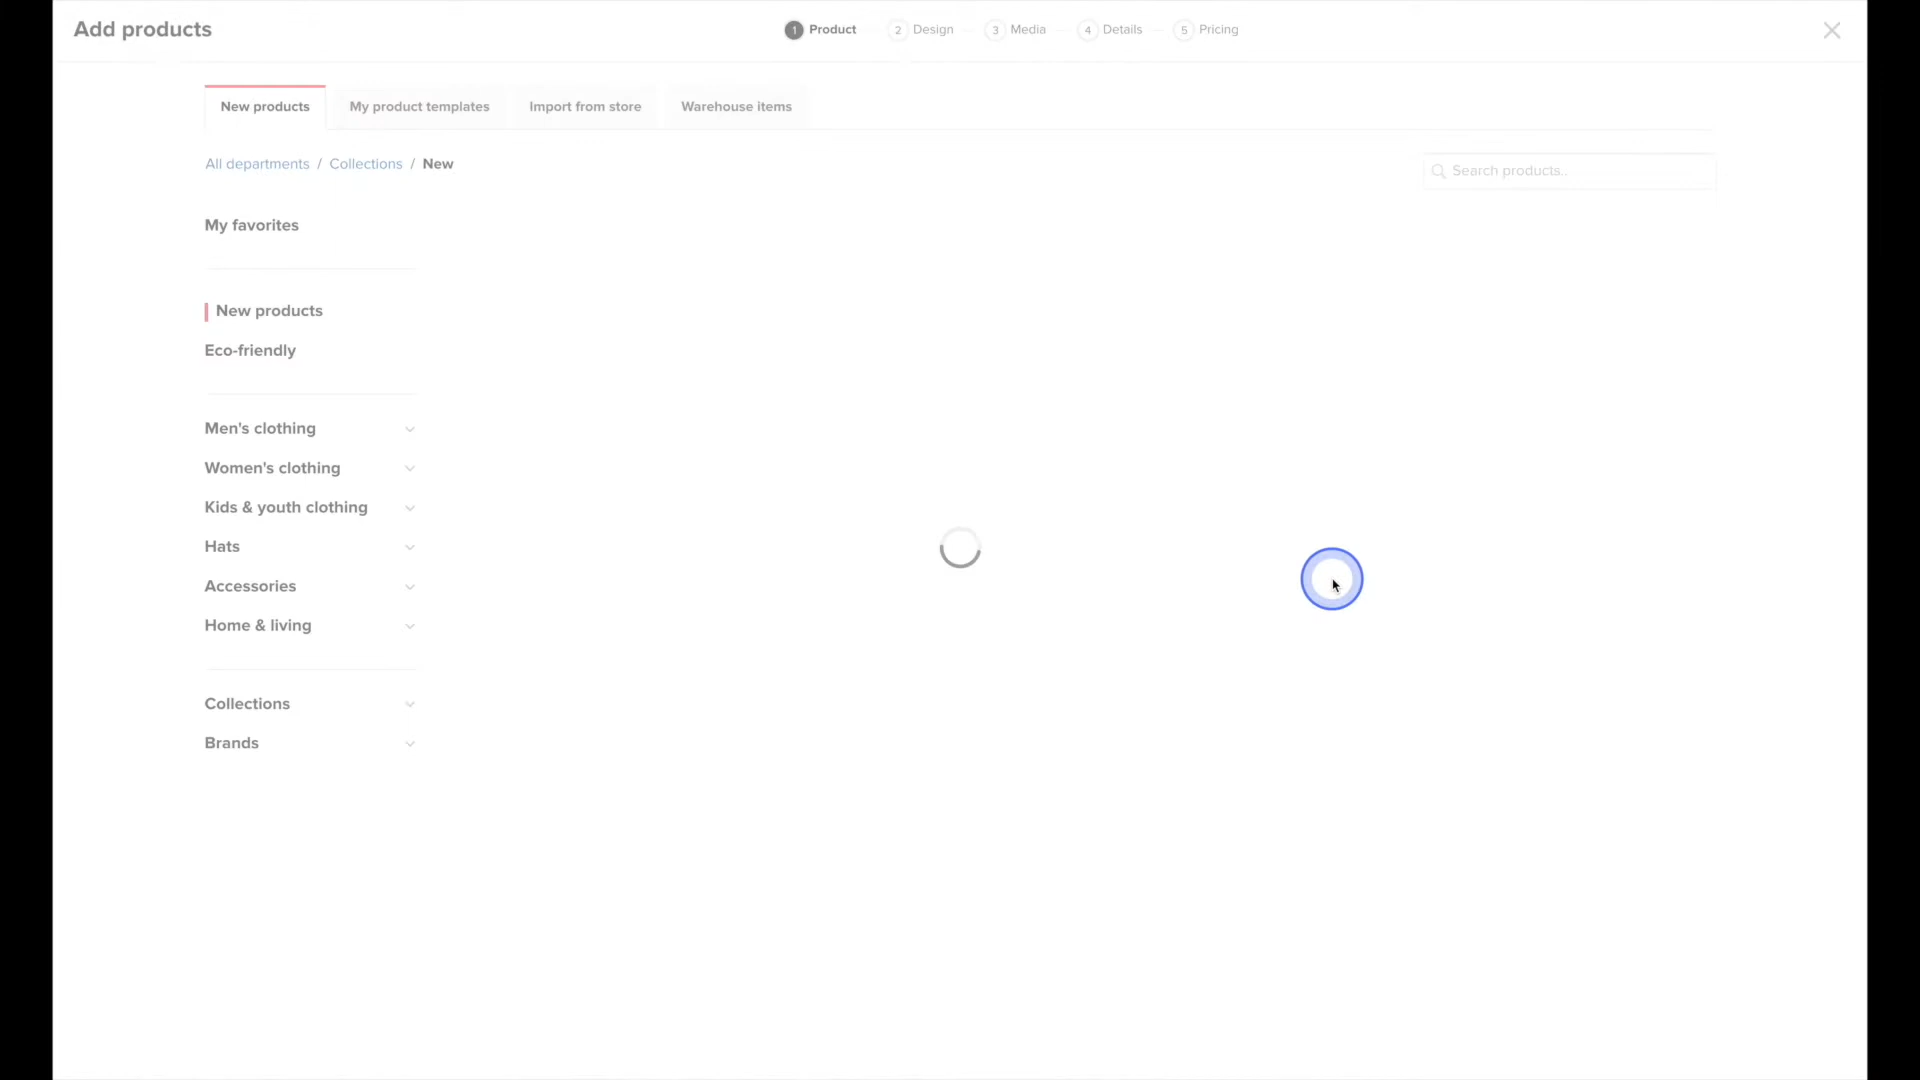 Add products
1 Product 2 Design 3 Media 4 Details 5 Pricing
New products My product templates Import from store Warehouse items
All departments / Collections / New
Search products..
My favorites
New products
Eco-friendly
Men's clothing
Women's clothing
Kids & youth clothing
Hats
Accessories
Home & living
Collections
Brands